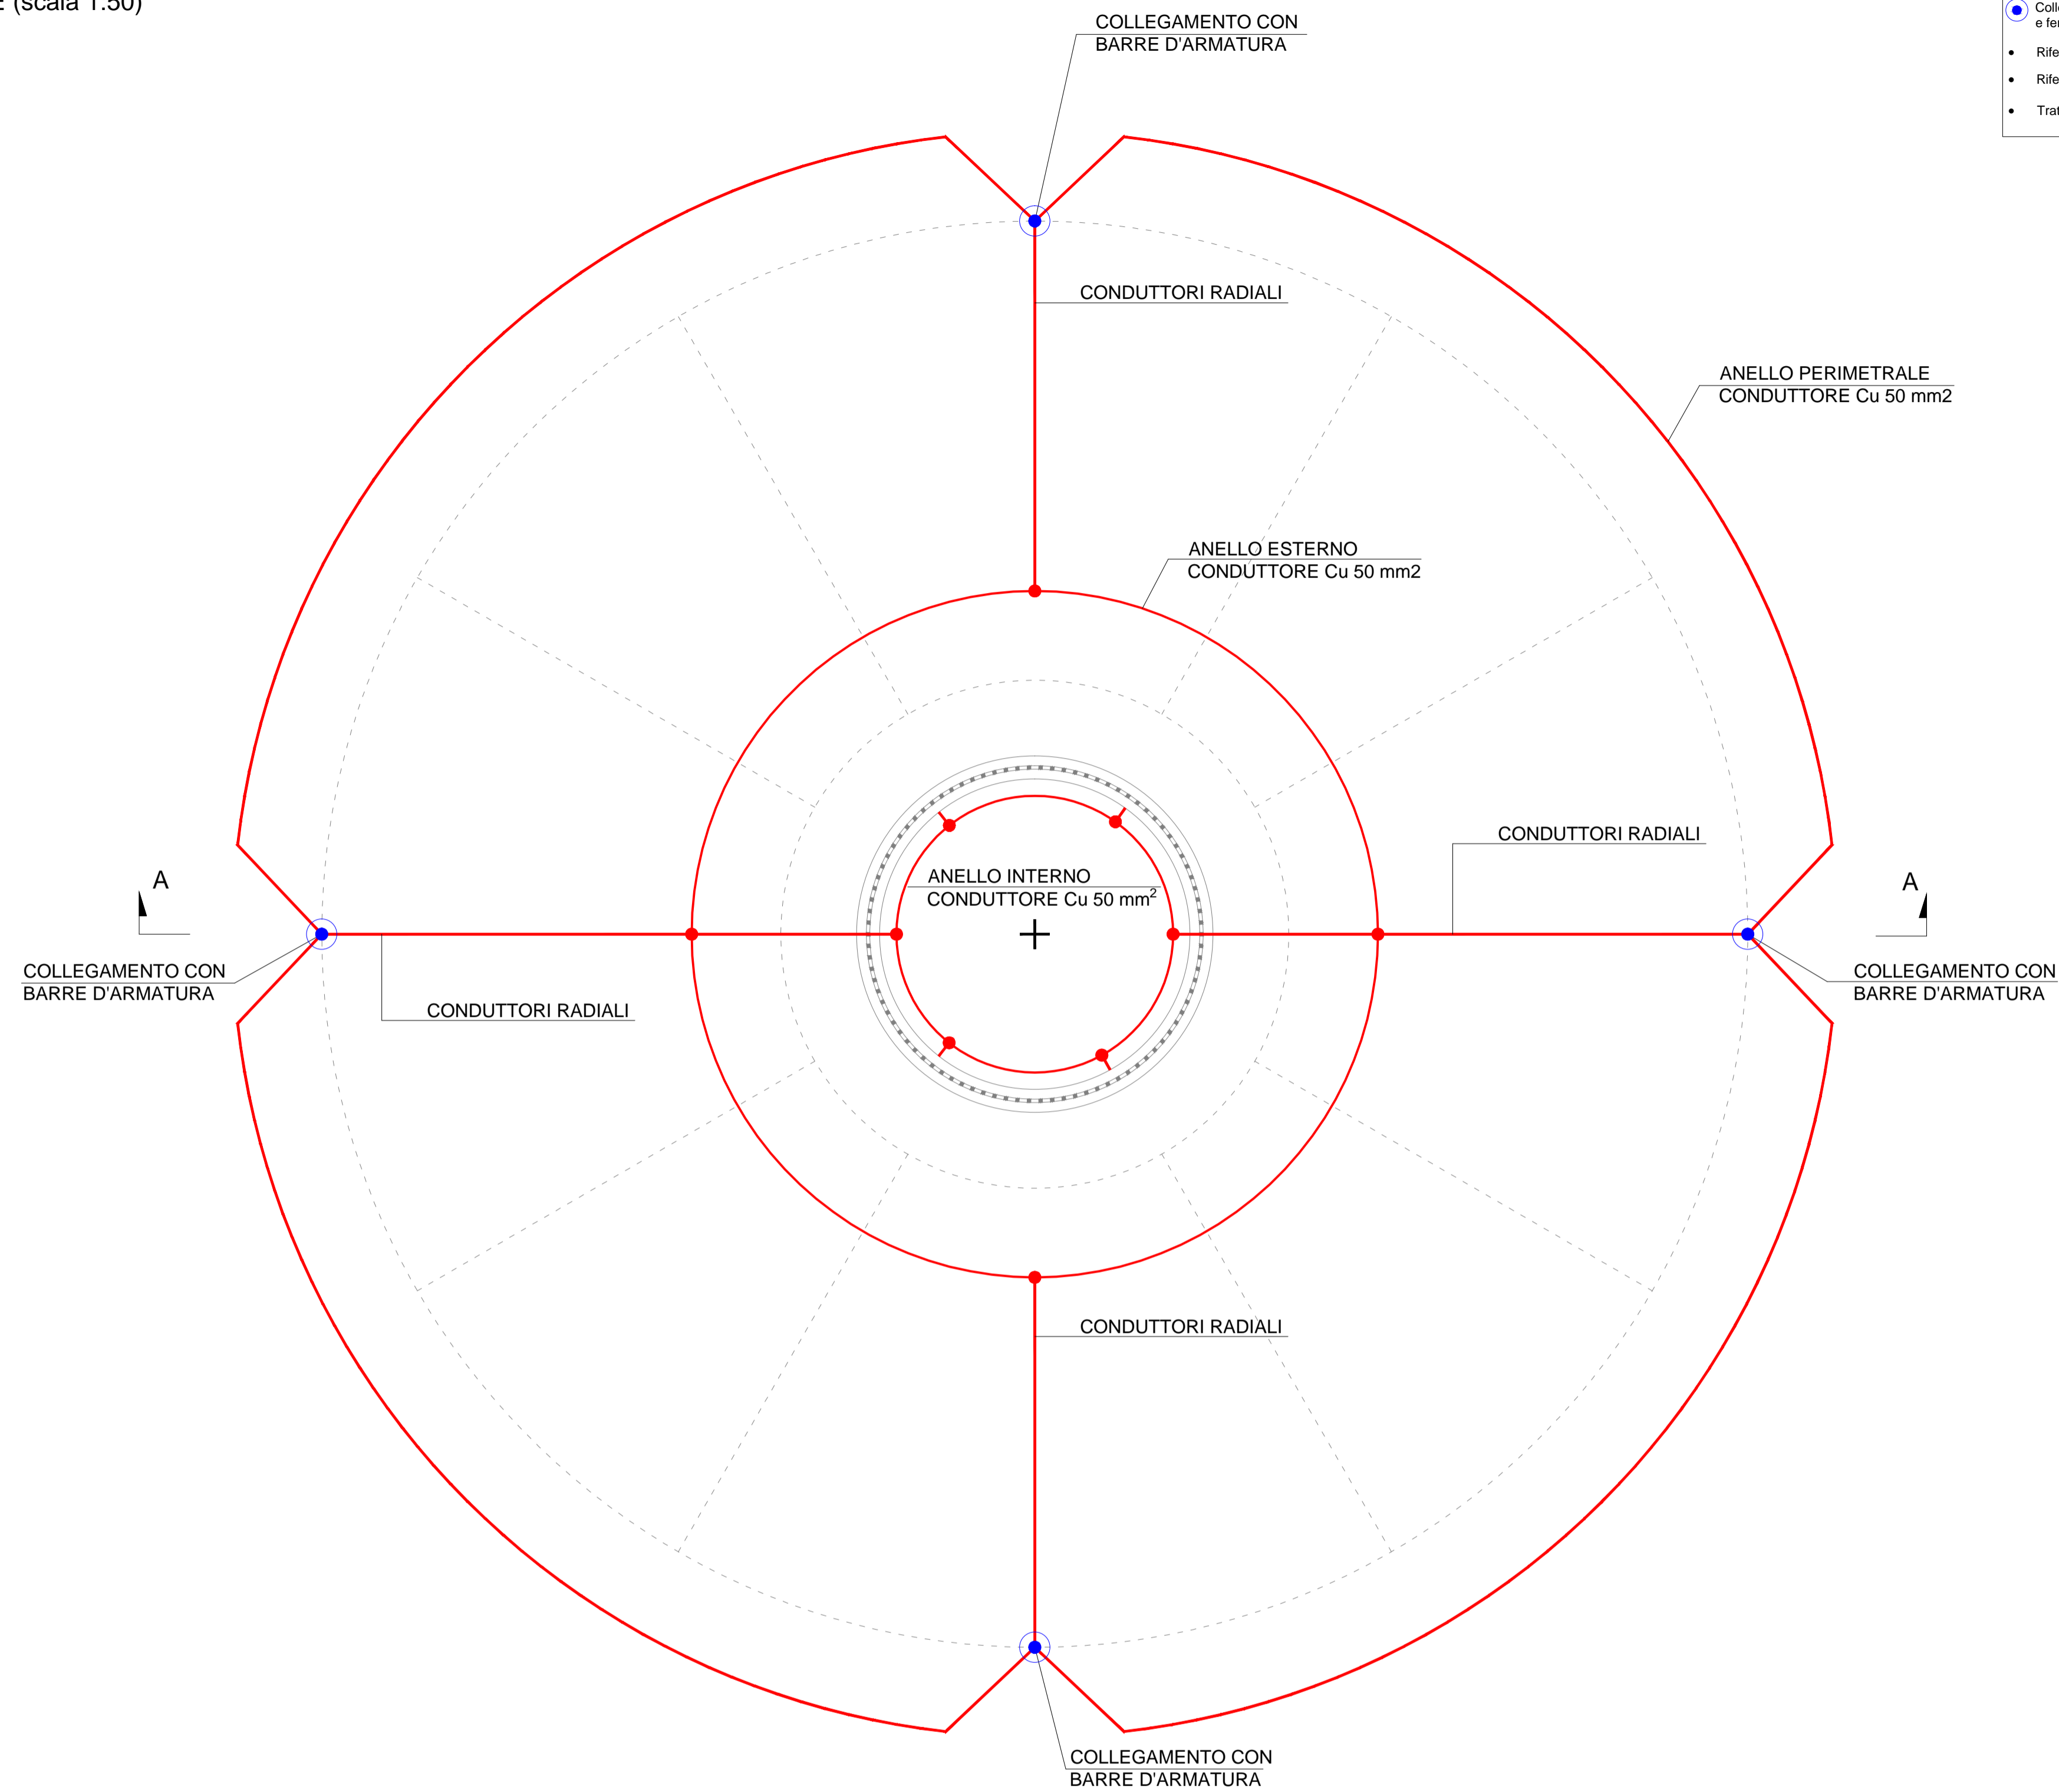 (scala 1:50)
COLLEGAMENTO CON
BARRE D'ARMATURA
CONDUTTORI RADIALI
ANELLO PERIMETRALE
CONDUTTORE Cu 50 mm2
ANELLO ESTERNO
CONDUTTORE Cu 50 mm2
CONDUTTORI RADIALI
ANELLO INTERNO
CONDUTTORE Cu 50 mm²
A
A
COLLEGAMENTO CON
BARRE D'ARMATURA
CONDUTTORI RADIALI
COLLEGAMENTO CON
BARRE D'ARMATURA
CONDUTTORI RADIALI
COLLEGAMENTO CON
BARRE D'ARMATURA